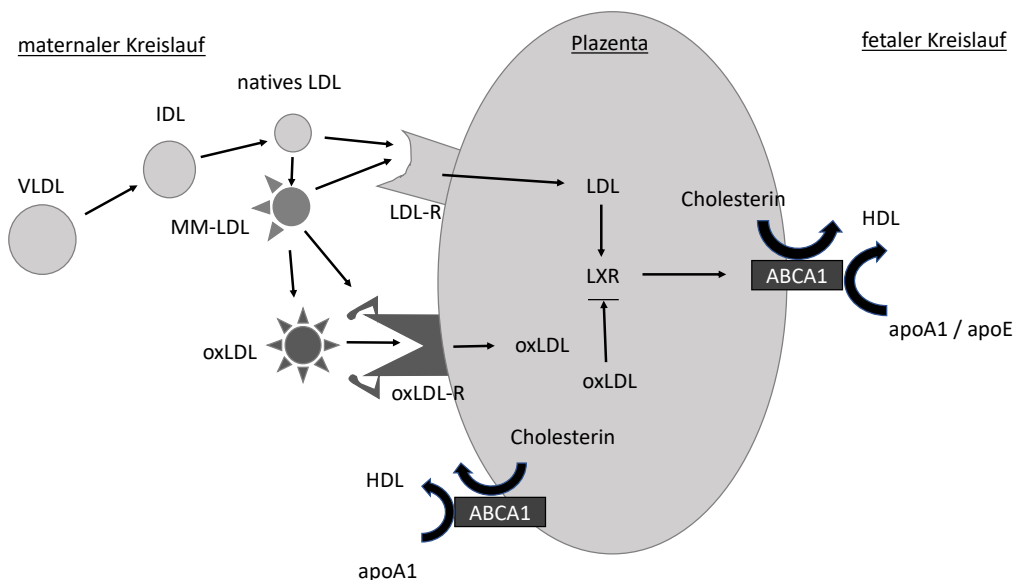 maternaler Kreislauf
Plazenta
fetaler Kreislauf
natives LDL
IDL
VLDL
MM-LDL
LDL-R
LDL
Cholesterin
HDL
LXR
ABCA1
apoA1 / apoE
oxLDL
oxLDL-R
oxLDL
oxLDL
Cholesterin
HDL
ABCA1
apoA1